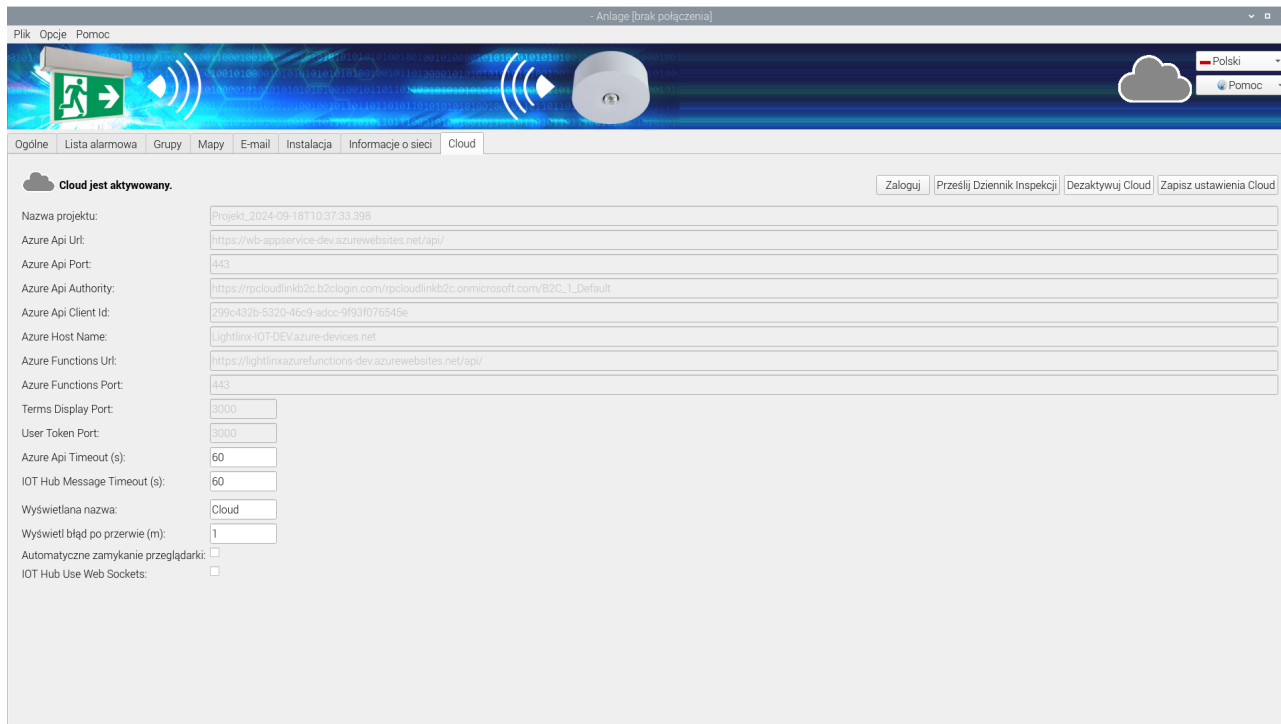 - Anlage [brak połączenia]
Plik Opcje Pomoc
Polski
Pomoc
Ogólne Lista alarmowa Grupy Mapy E-mail Instalacja Informacje o sieci Cloud
Cloud jest aktywowany.
Zaloguj Prześlij Dziennik Inspekcji Dezaktywuj Cloud Zapisz ustawienia Cloud
Nazwa projektu: Projekt_2024-09-18T10:37:33.398
Azure Api Url: https://wb-appservice-dev.azurewebsites.net/api/
Azure Api Port: 443
Azure Api Authority: https://rpcloudlinkb2c.b2clogin.com/rpcloudlinkb2c.onmicrosoft.com/B2C_1_Default
Azure Api Client Id: 299c432b-5320-46c9-adcc-9f93f076545e
Azure Host Name: Lightlinx-IOT-DEV.azure-devices.net
Azure Functions Url: https://lightlinxazurefunctions-dev.azurewebsites.net/api/
Azure Functions Port: 443
Terms Display Port: 3000
User Token Port: 3000
Azure Api Timeout (s): 60
IOT Hub Message Timeout (s): 60
Wyświetlana nazwa: Cloud
Wyświetl błąd po przerwie (m): 1
Automatyczne zamykanie przeglądarki:
IOT Hub Use Web Sockets: